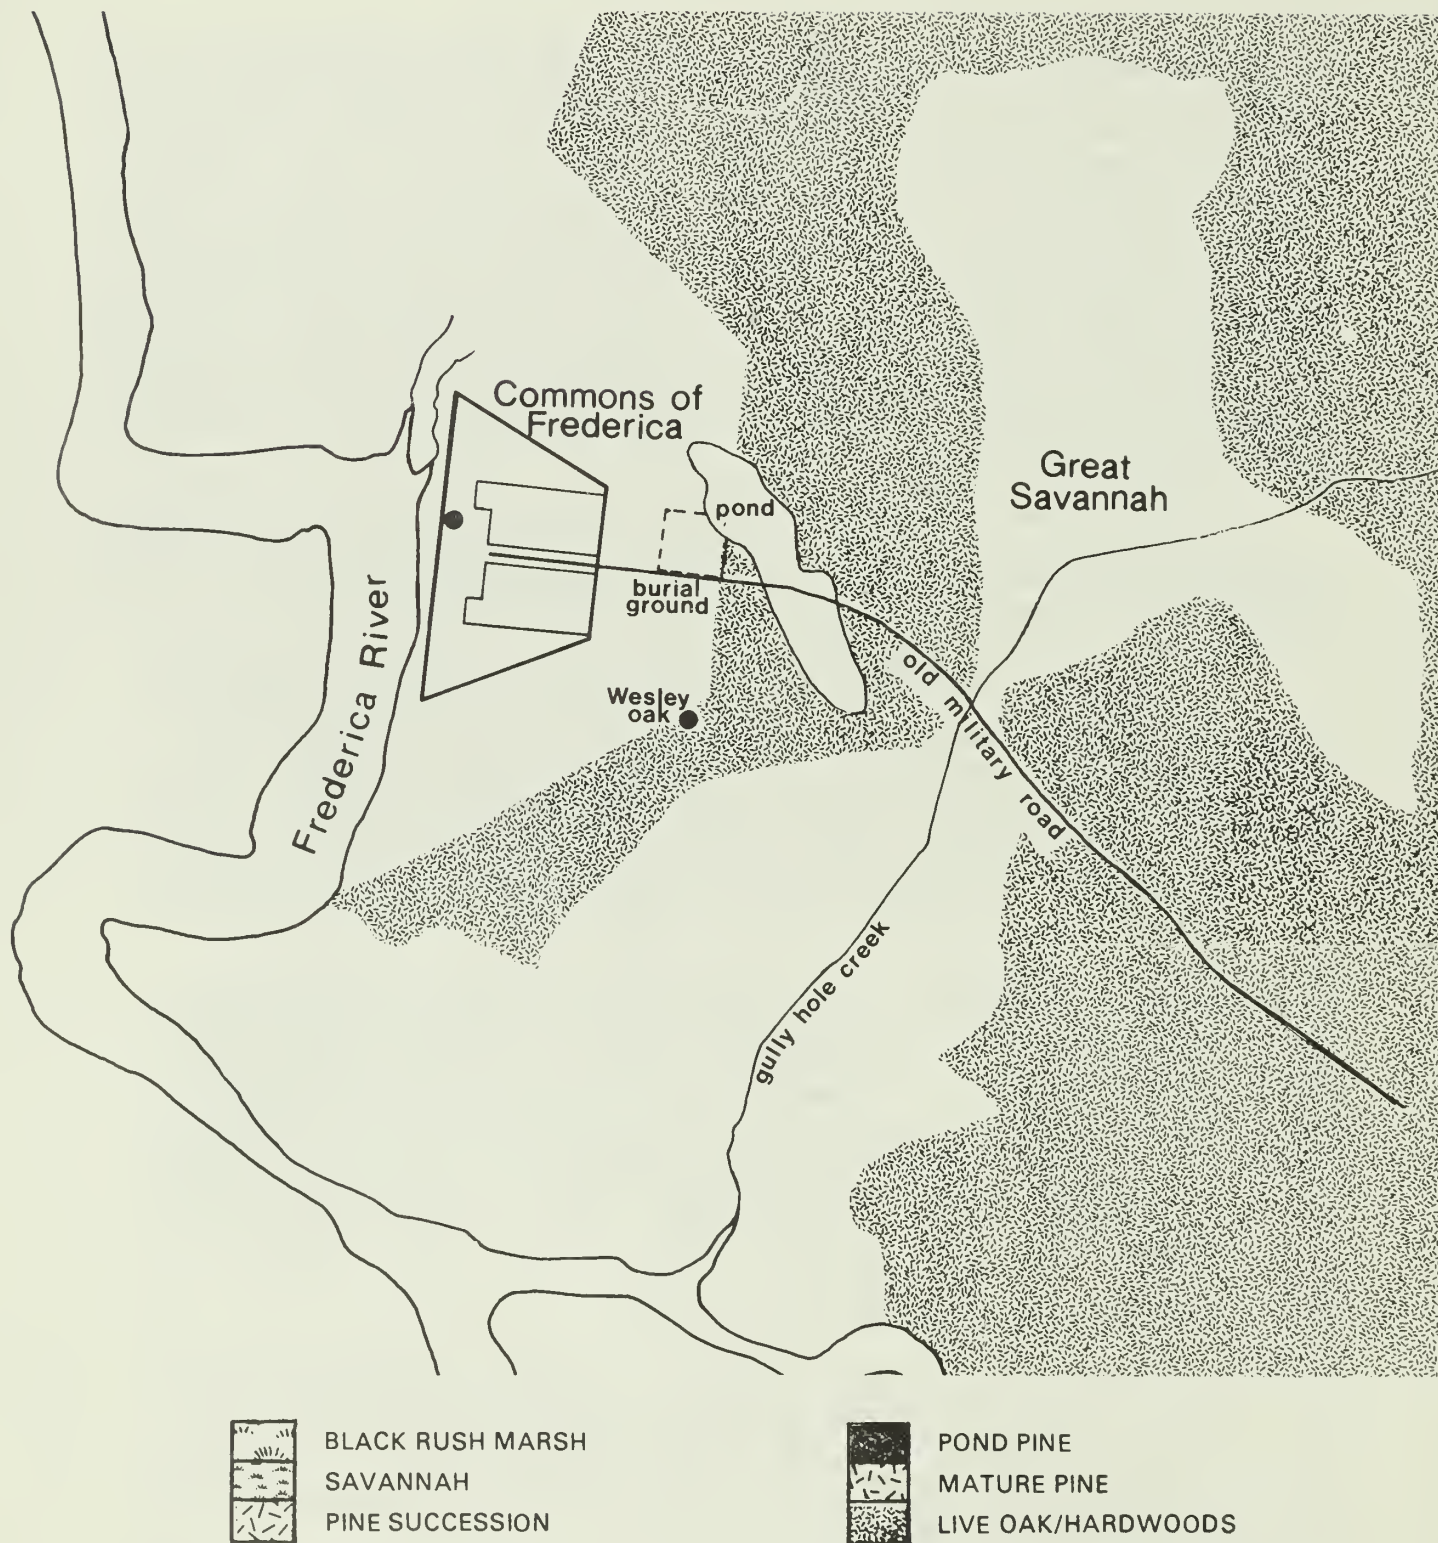 Commons of
Frederica
Great
Savannah
pond
burial
ground
Wesley
oak
Frederica River
old military road
gully hole creek
BLACK RUSH MARSH
SAVANNAH
PINE SUCCESSION
POND PINE
MATURE PINE
LIVE OAK/HARDWOODS